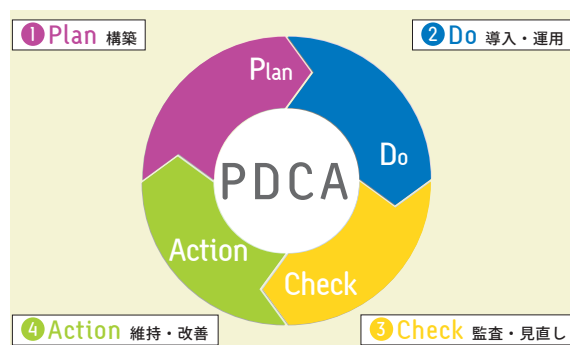 ❶Plan 構築
❷Do 導入・運用
Plan
Do
PDCA
Action
Check
❹Action 維持・改善
❸Check 監査・見直し